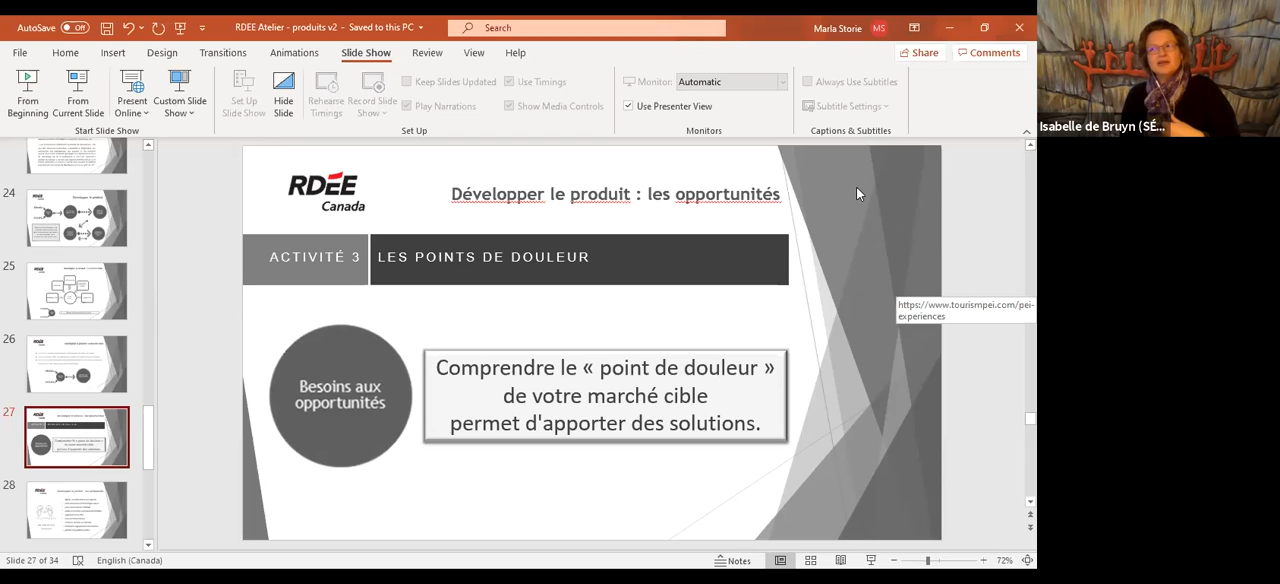 AutoSave Off
RDEE Atelier - produits v2 - Saved to this PC
Search
Marla Storie MS
File Home Insert Design Transitions Animations Slide Show Review View Help
Share Comments
From Beginning
From Current Slide
Present Online
Custom Slide Show
Start Slide Show
Set Up Slide Show
Hide Slide
Rehearse Timings
Record Slide Show
Keep Slides Updated
Play Narrations
Use Timings
Show Media Controls
Set Up
Monitor: Automatic
Use Presenter View
Monitors
Always Use Subtitles
Subtitle Settings
Captions & Subtitles
Isabelle de Bruyn (SÉ...
24
25
26
27
28
RDÉE
Canada
Développer le produit : les opportunités
ACTIVITÉ 3 LES POINTS DE DOULEUR
https://www.tourismpei.com/pei-
experiences
Besoins aux
opportunités
Comprendre le « point de douleur »
de votre marché cible
permet d'apporter des solutions.
Slide 27 of 34 English (Canada) Notes 72%